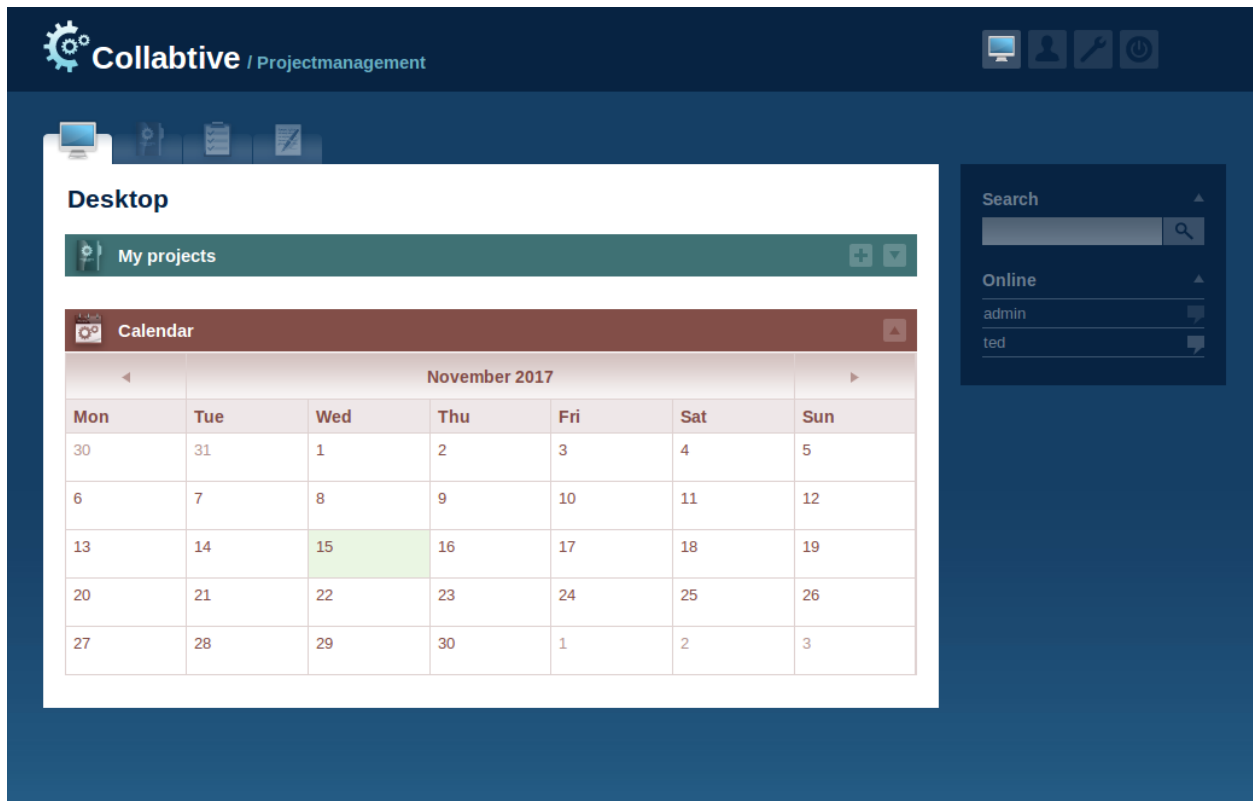 Collabtive / Projectmanagement
Desktop
My projects
Calendar
November 2017
Mon Tue Wed Thu Fri Sat Sun
30 31 1 2 3 4 5
6 7 8 9 10 11 12
13 14 15 16 17 18 19
20 21 22 23 24 25 26
27 28 29 30 1 2 3
Search
Online
admin
ted